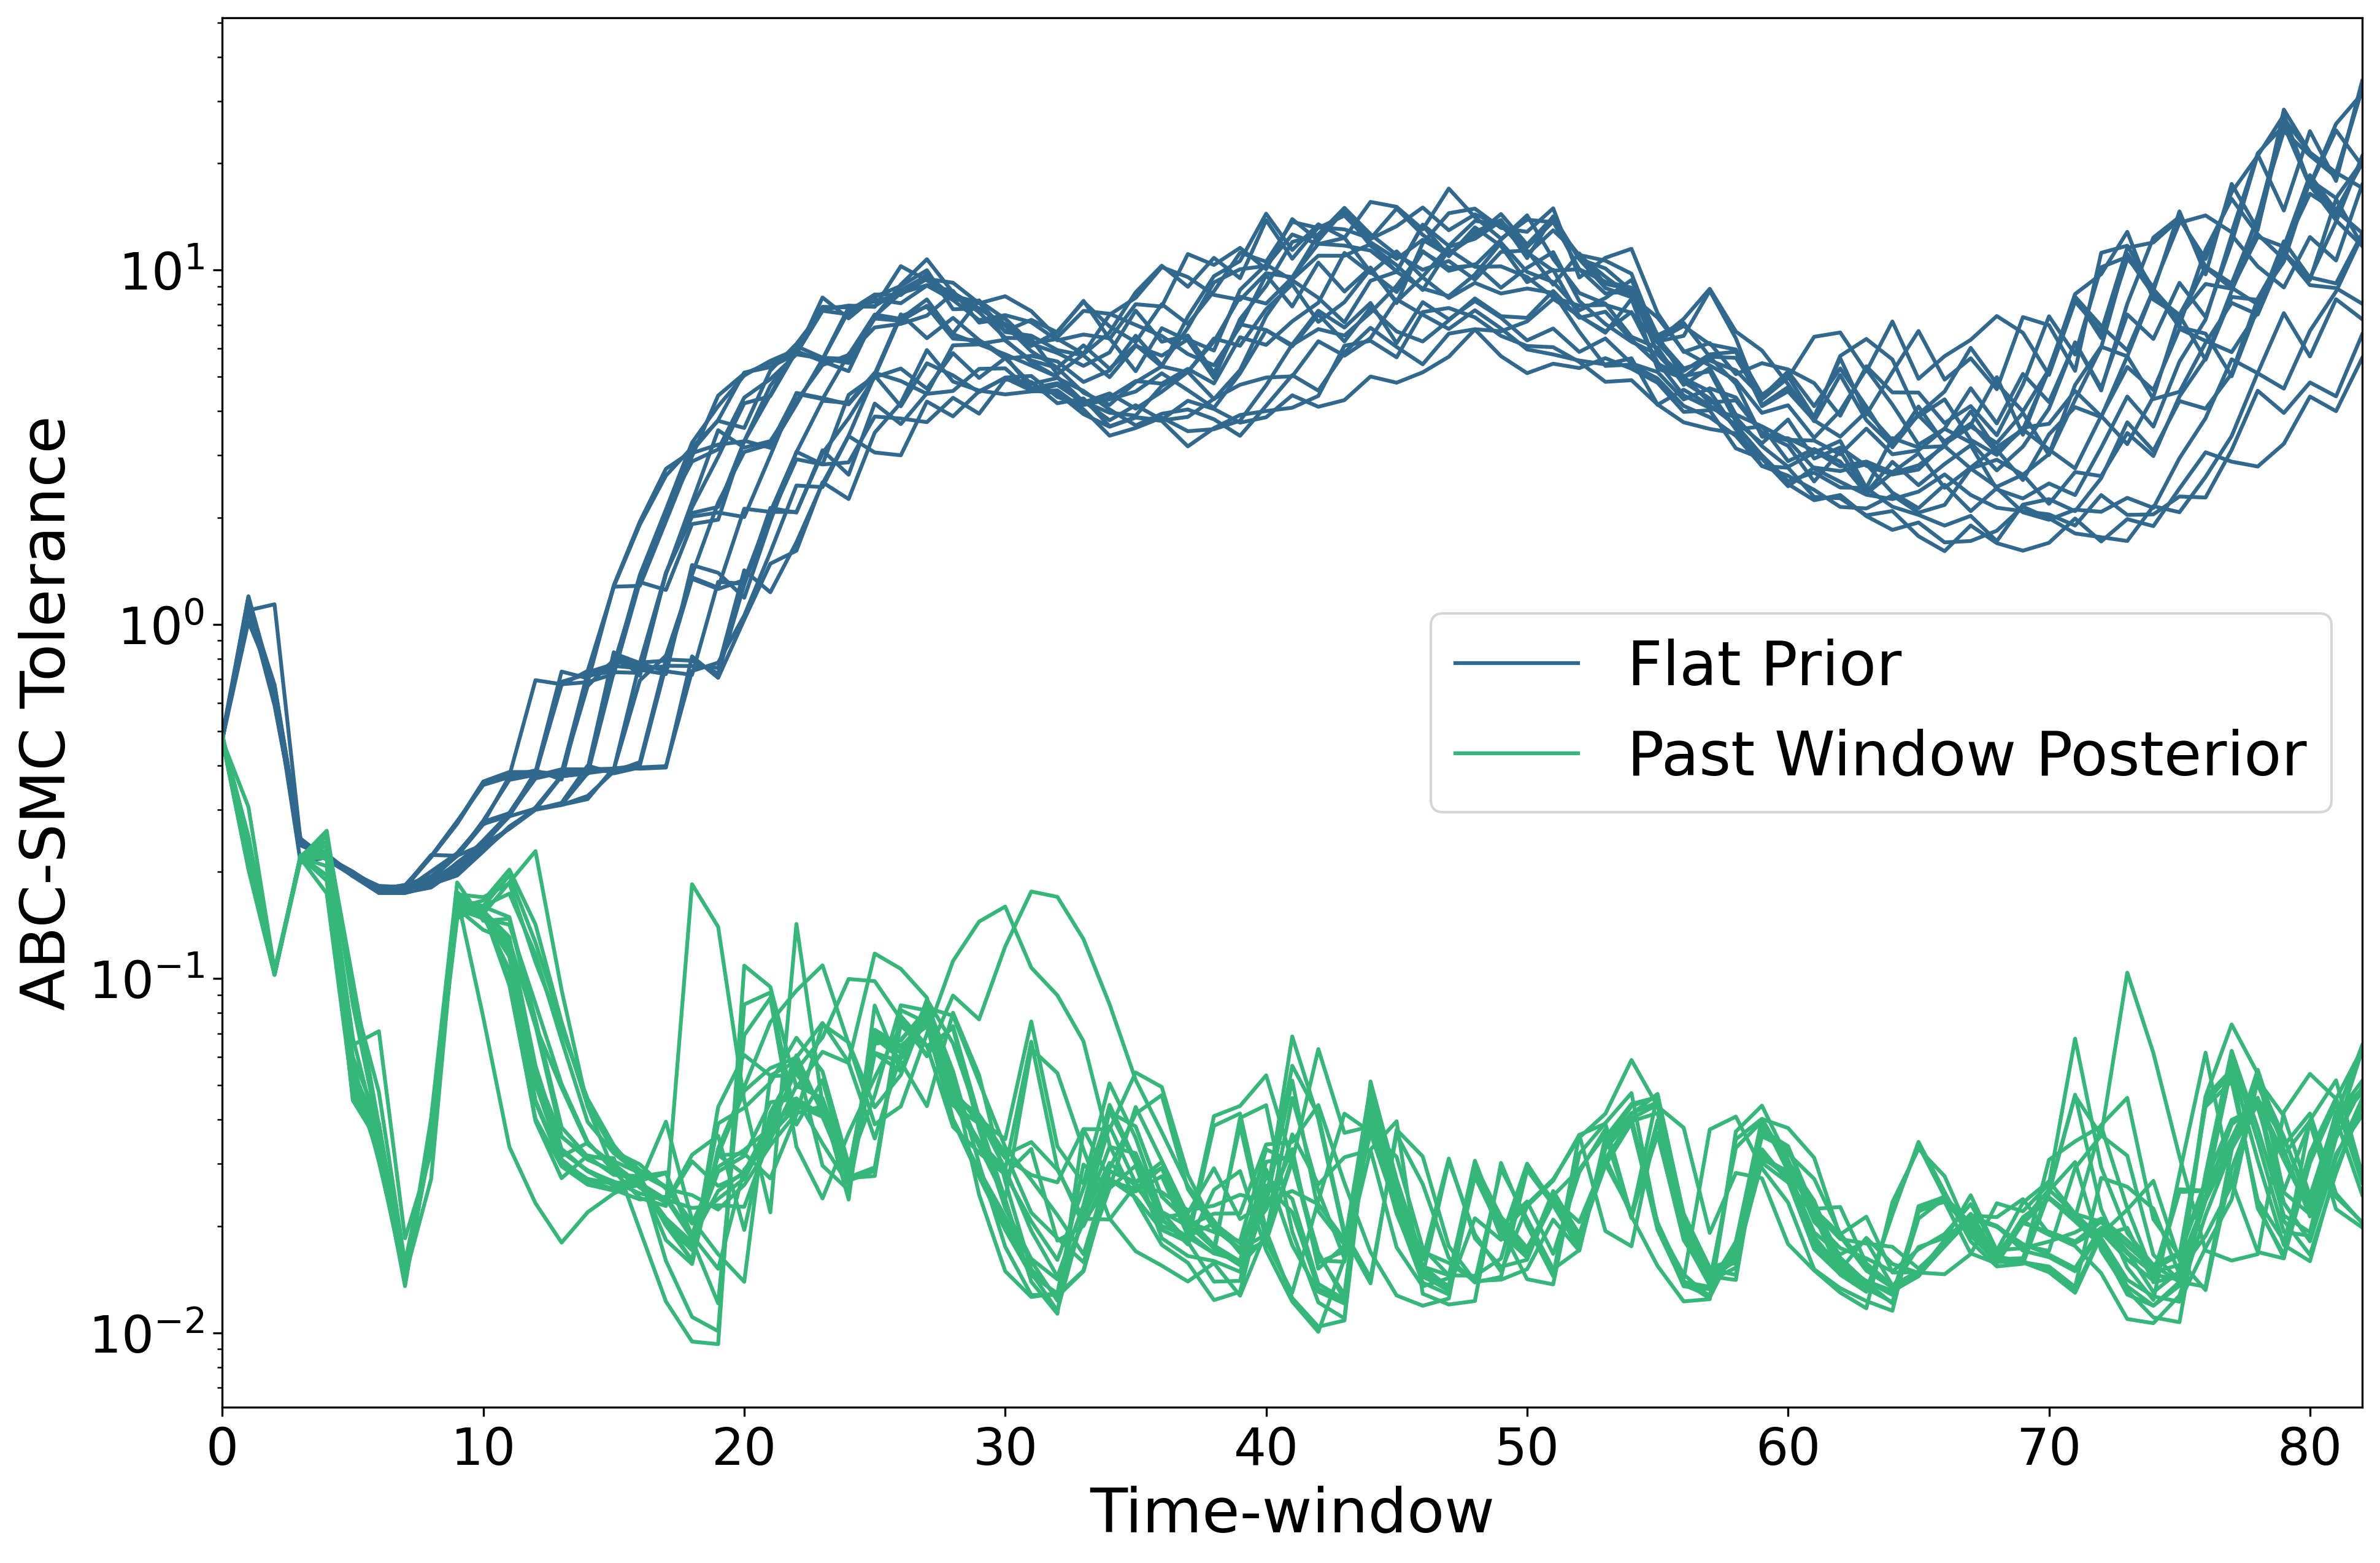 ABC-SMC Tolerance
10¹
10⁰
10⁻¹
10⁻²
0 10 20 30 40 50 60 70 80
Time-window
Flat Prior
Past Window Posterior